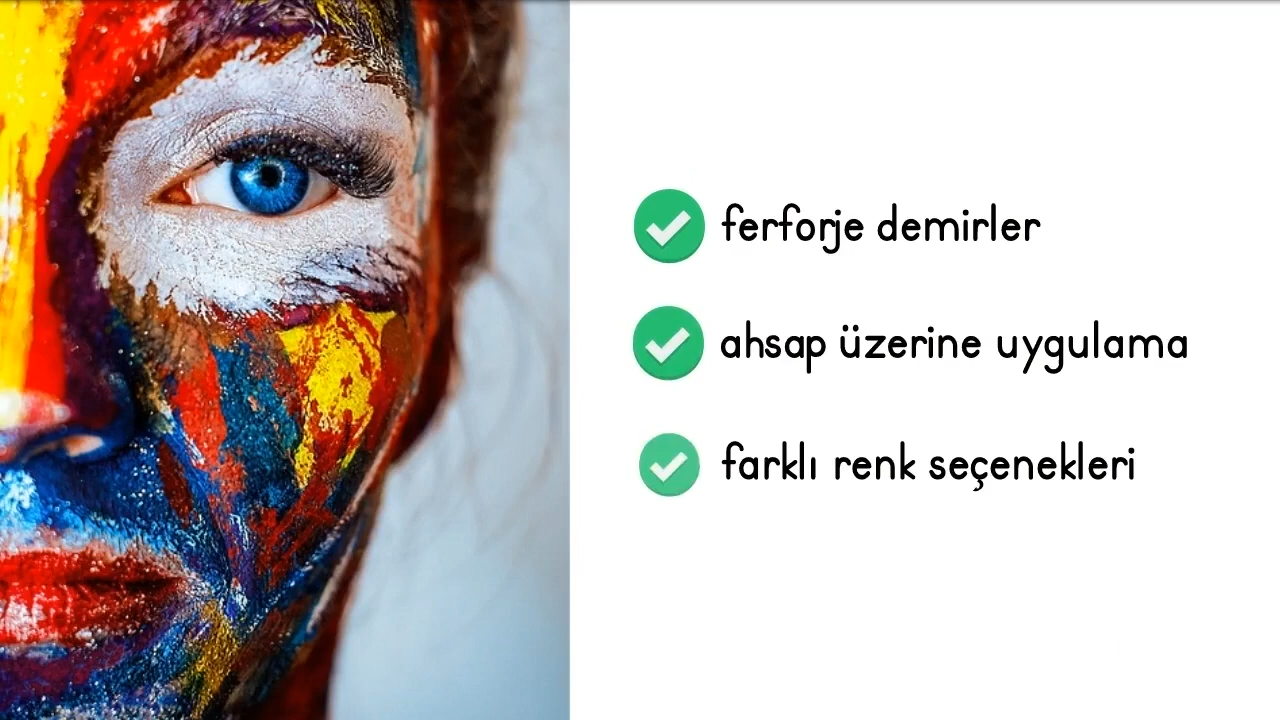 ferforje demirler
ahsap üzerine uygulama
farklı renk seçenekleri